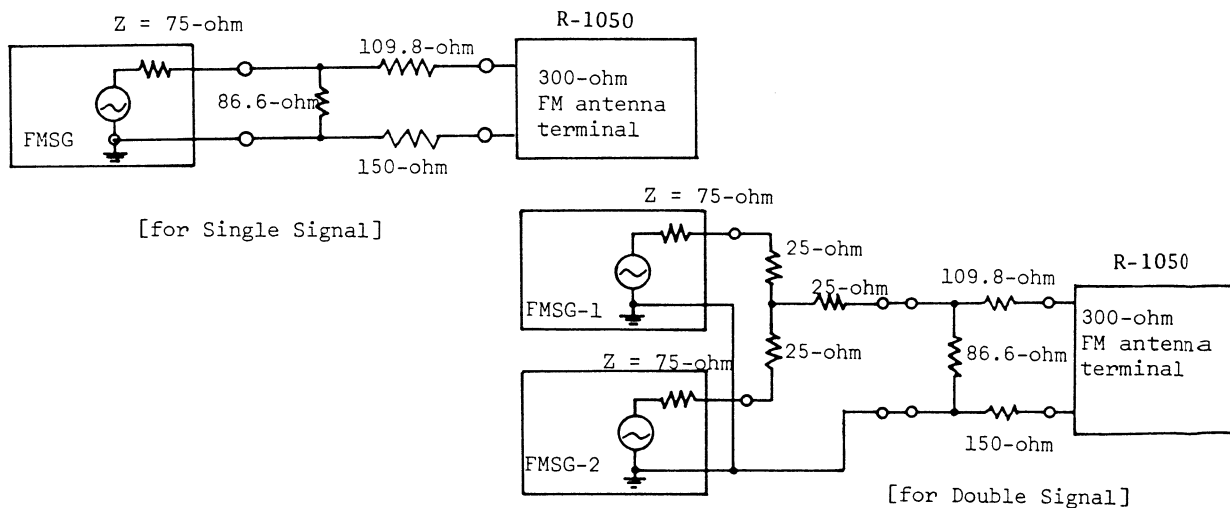 Z = 75-ohm
R-1050
109.8-ohm
86.6-ohm
300-ohm
FM antenna
terminal
FMSG
150-ohm
[for Single Signal]
Z = 75-ohm
25-ohm
25-ohm
109.8-ohm
R-1050
FMSG-1
300-ohm
FM antenna
terminal
Z = 75-ohm
25-ohm
86.6-ohm
FMSG-2
150-ohm
[for Double Signal]